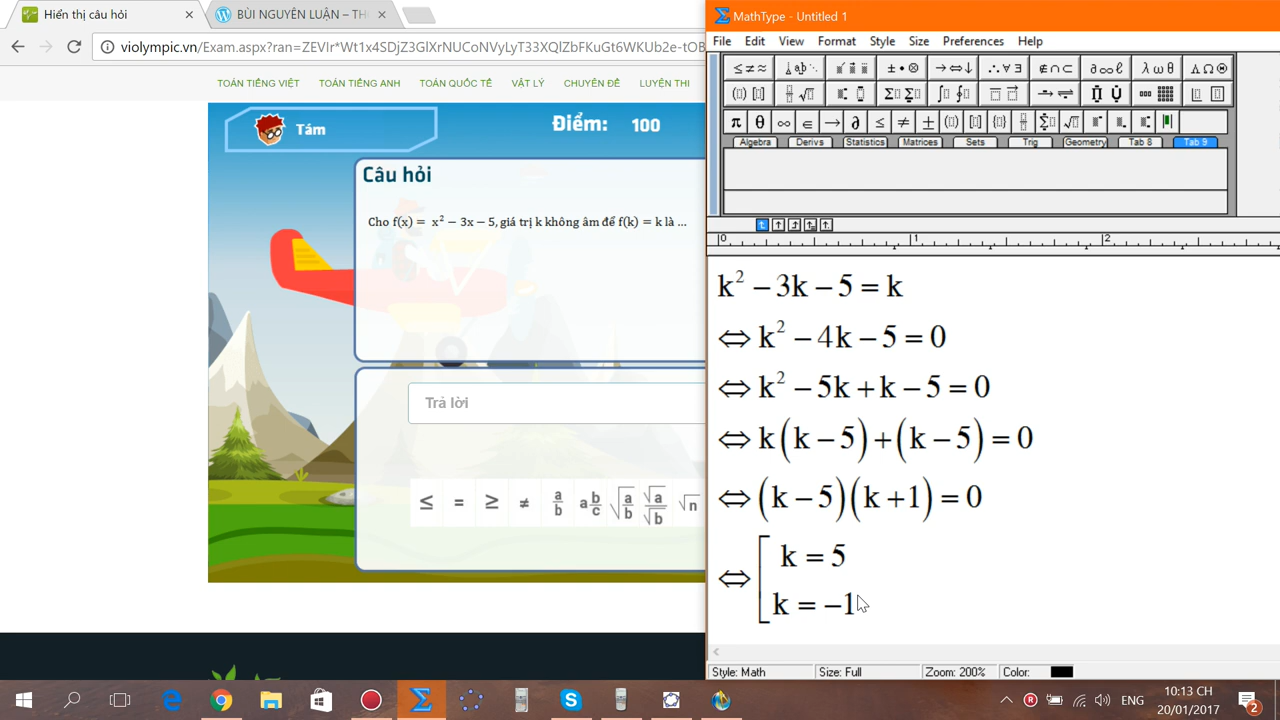 Hiển thị câu hỏi
BÙI NGUYÊN LUẬN – TH
violympic.vn/Exam.aspx?ran=
TOÁN TIẾNG VIỆT TOÁN TIẾNG ANH TOÁN QUỐC TẾ VẬT LÝ CHUYÊN ĐỀ LUYỆN THI
Tám
Điểm: 100
Câu hỏi
Cho f(x) = x² − 3x − 5, giá trị k không âm để f(k) = k là ...
Trả lời
≤ = ≥ ≠ a/b a b/c √a/b √a/√b √n
MathType - Untitled 1
File Edit View Format Style Size Preferences Help
Algebra Derivs Statistics Matrices Sets Trig Geometry Tab 8 Tab 9
0 1 2
k² − 3k − 5 = k
⇔ k² − 4k − 5 = 0
⇔ k² − 5k + k − 5 = 0
⇔ k(k − 5) + (k − 5) = 0
⇔ (k − 5)(k + 1) = 0
⇔ [ k = 5
k = −1
Style: Math Size: Full Zoom: 200% Color:
ENG
10:13 CH
20/01/2017
2